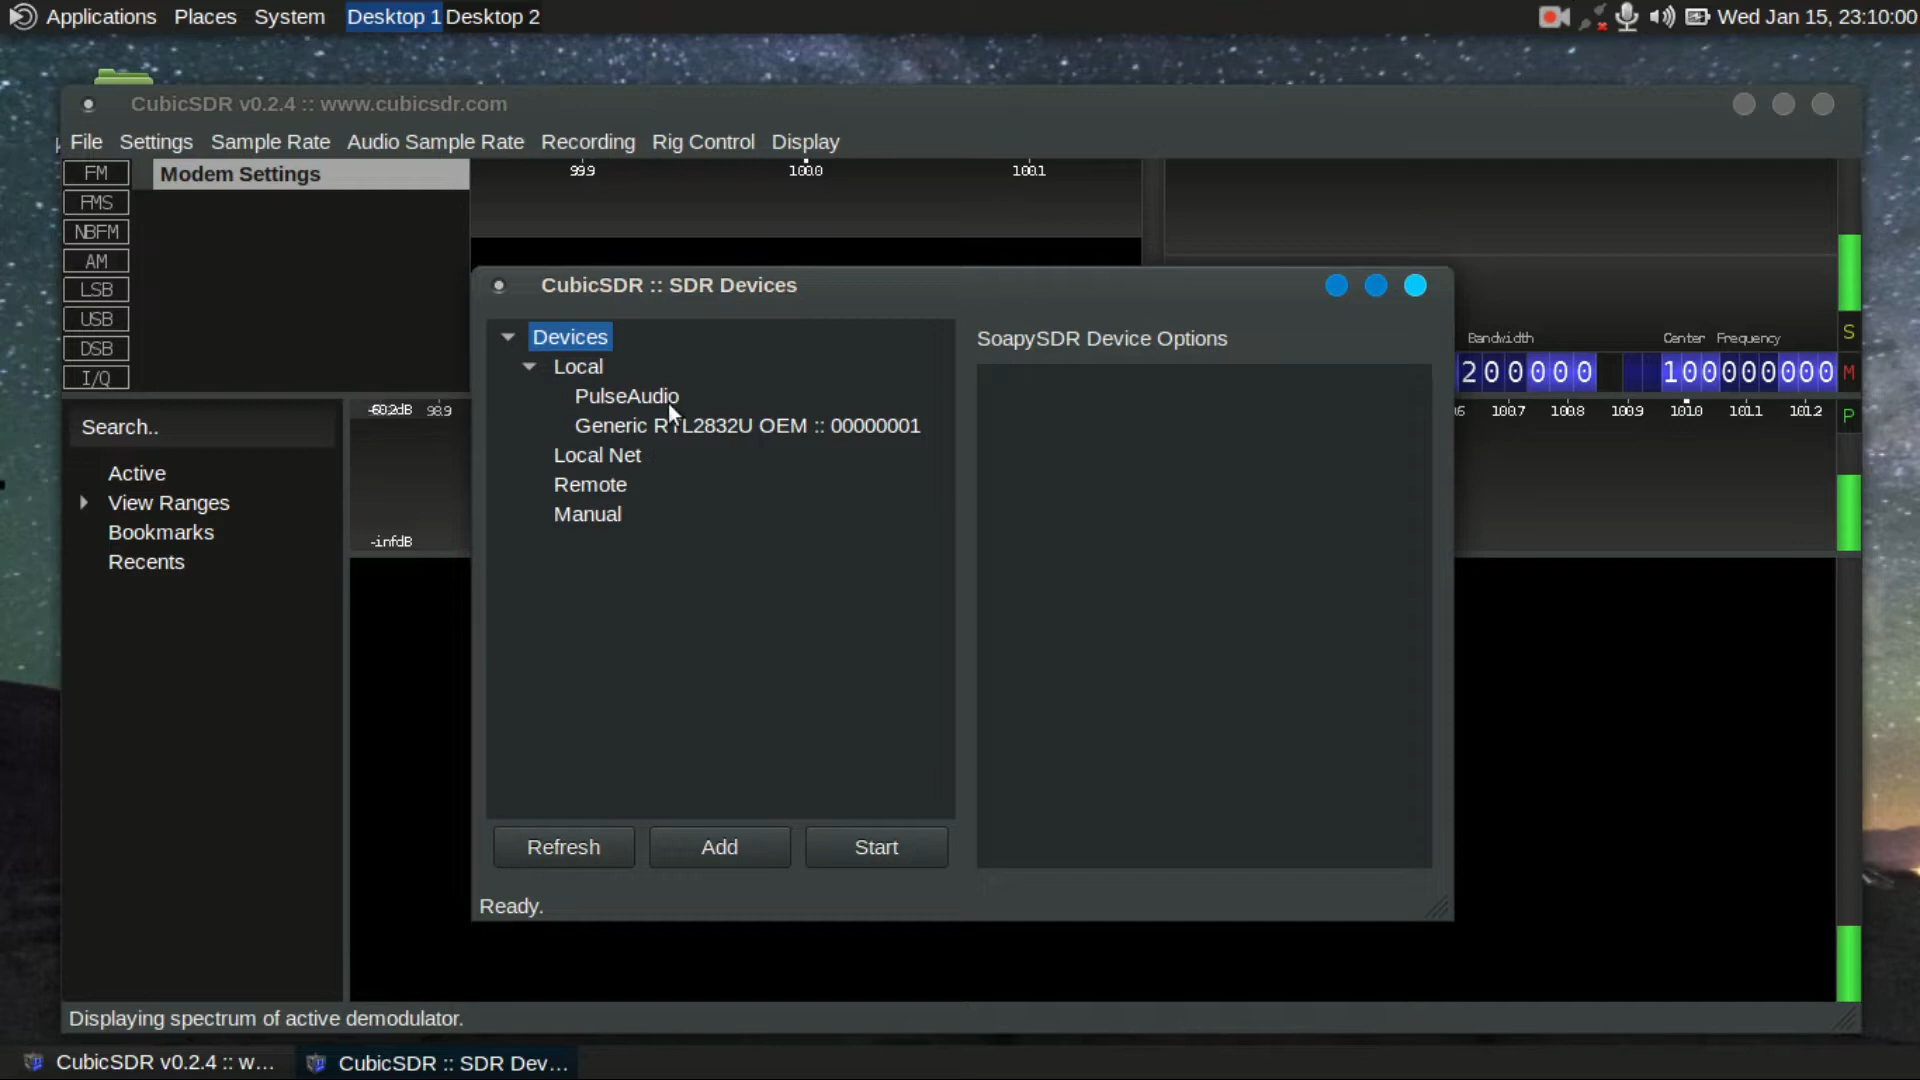 Applications Places System Desktop 1 Desktop 2 Wed Jan 15, 23:10:00
CubicSDR v0.2.4 :: www.cubicsdr.com
File Settings Sample Rate Audio Sample Rate Recording Rig Control Display
FM
FMS
NBFM
AM
LSB
USB
DSB
I/Q
Modem Settings
99.9 100.0 100.1
CubicSDR :: SDR Devices
Devices
Local
PulseAudio
Generic RTL2832U OEM :: 00000001
Local Net
Remote
Manual
SoapySDR Device Options
Refresh Add Start
Ready.
Bandwidth Center Frequency
200000 100000000
S
M
P
100.7 100.8 100.9 101.0 101.1 101.2
Search..
Active
View Ranges
Bookmarks
Recents
98.9
-infdB
Displaying spectrum of active demodulator.
CubicSDR v0.2.4 :: w... CubicSDR :: SDR Dev...